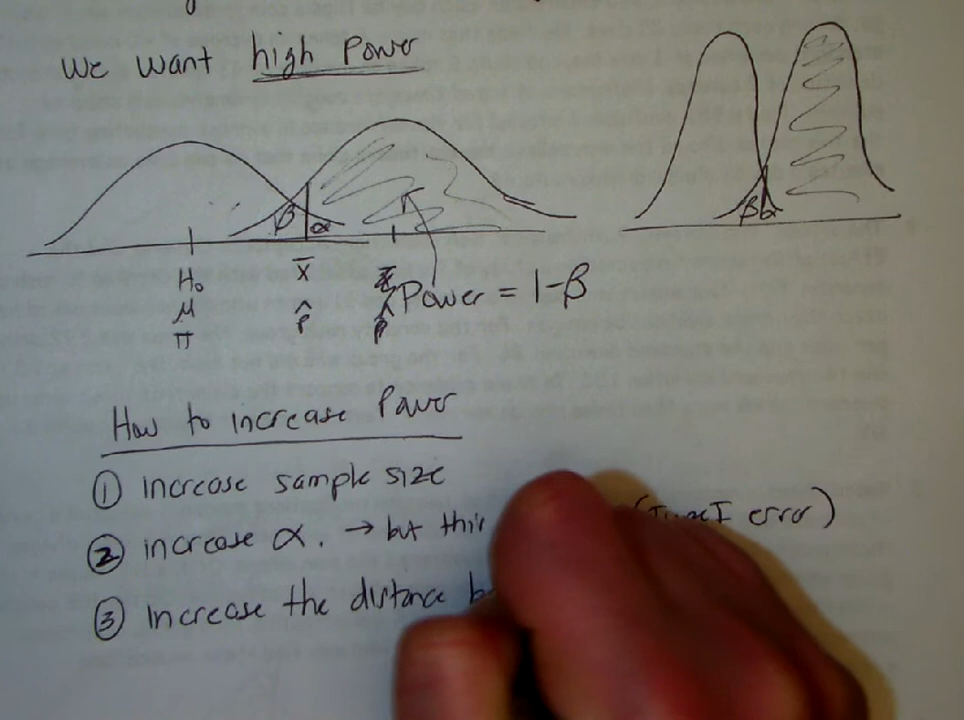 We want high Power
β α
βα
H₀ x̄
μ p̂ p̂ Power = 1-β
π
How to increase Power
① increase sample size
② increase α. → but this (Type I error)
③ Increase the distance b